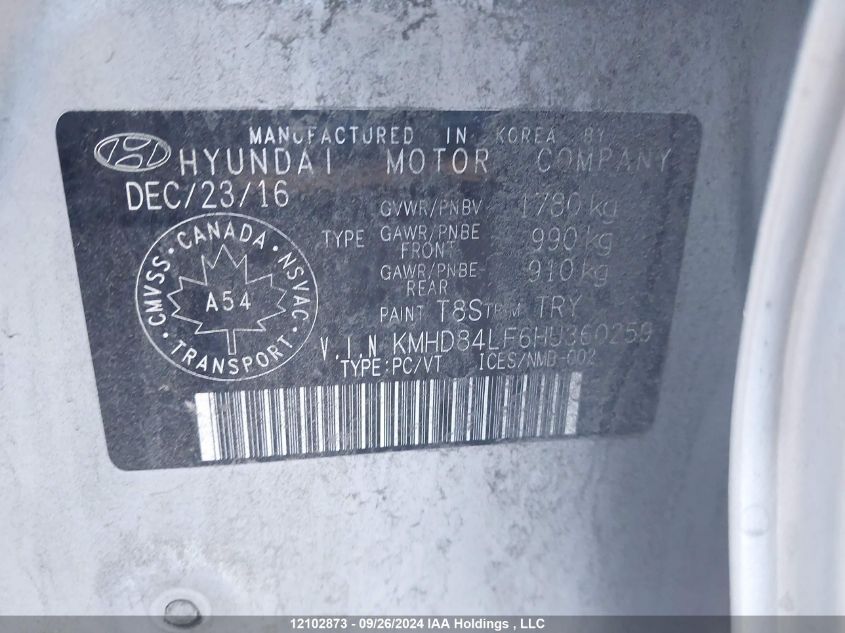 MANUFACTURED IN KOREA BY
HYUNDAI MOTOR COMPANY
DEC/23/16
GVWR/PNBV 1780 kg
TYPE GAWR/PNBE FRONT 990 kg
GAWR/PNBE REAR 910 kg
PAINT T8S TRIM TRY
V.I.N KMHD84LF6HU360259
TYPE:PC/VT ICES/NMB-002
CMVSS • CANADA • NSVAC • TRANSPORT •
A54
12102873 - 09/26/2024 IAA Holdings , LLC